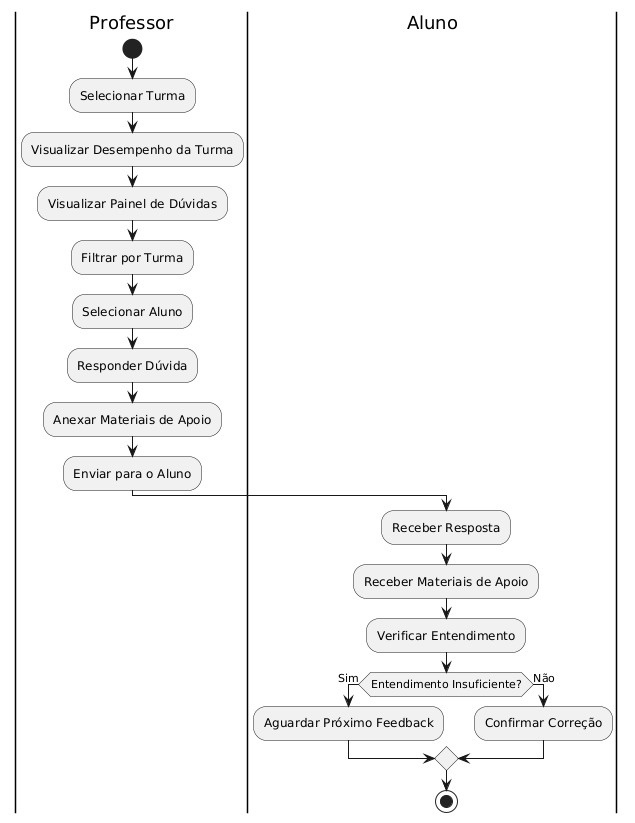 Professor
Aluno
Selecionar Turma
Visualizar Desempenho da Turma
Visualizar Painel de Dúvidas
Filtrar por Turma
Selecionar Aluno
Responder Dúvida
Anexar Materiais de Apoio
Enviar para o Aluno
Receber Resposta
Receber Materiais de Apoio
Verificar Entendimento
Sim
Entendimento Insuficiente?
Não
Aguardar Próximo Feedback
Confirmar Correção